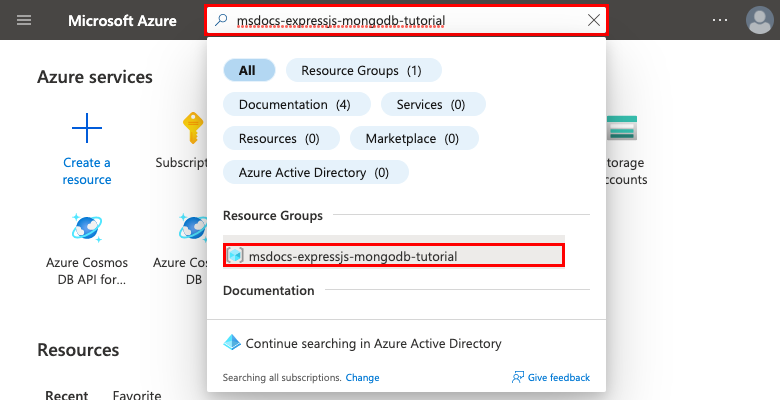 Microsoft Azure
msdocs-expressjs-mongodb-tutorial
Azure services
All
Resource Groups (1)
Documentation (4)
Services (0)
Resources (0)
Marketplace (0)
Azure Active Directory (0)
Create a
resource
Subscript
torage
counts
Azure Cosmos
DB API for...
Azure Co
DB
Resource Groups
msdocs-expressjs-mongodb-tutorial
Documentation
Continue searching in Azure Active Directory
Searching all subscriptions. Change
Give feedback
Resources
Recent
Favorite